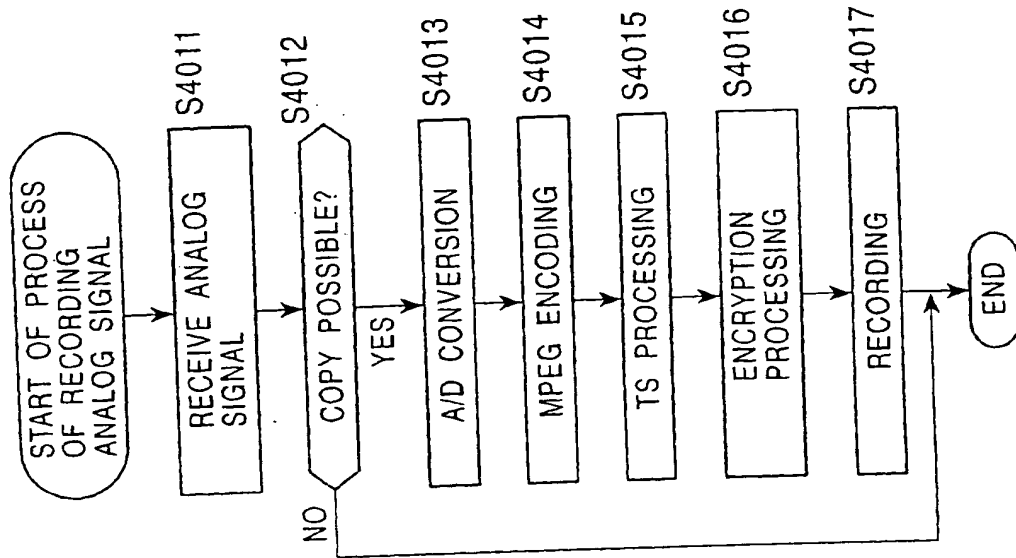 START OF PROCESS
OF RECORDING
ANALOG SIGNAL
S4011
RECEIVE ANALOG
SIGNAL
S4012
COPY POSSIBLE?
NO
YES
S4013
A/D CONVERSION
S4014
MPEG ENCODING
S4015
TS PROCESSING
S4016
ENCRYPTION
PROCESSING
S4017
RECORDING
END